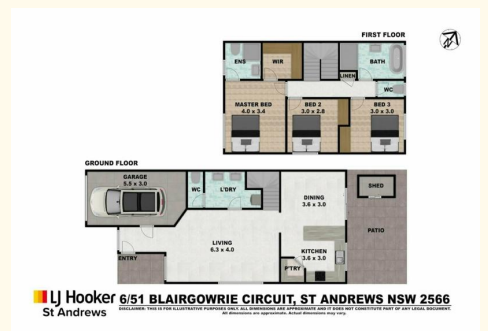 FIRST FLOOR
ENS
WIR
BATH
LINEN
WC
MASTER BED
4.0 x 3.4
BED 2
3.0 x 2.8
BED 3
3.0 x 3.0
GROUND FLOOR
GARAGE
5.5 x 3.0
WC
L'DRY
DINING
3.6 x 3.0
SHED
PATIO
LIVING
6.3 x 4.0
KITCHEN
3.6 x 3.0
ENTRY
P'TRY
LJ Hooker
St Andrews
6/51 BLAIRGOWRIE CIRCUIT, ST ANDREWS NSW 2566
DISCLAIMER: THIS IS FOR ILLUSTRATIVE PURPOSES ONLY. ALL DIMENSIONS ARE APPROXIMATE AND IT DOES NOT CONSTITUTE PART OF ANY LEGAL DOCUMENT.
All dimensions are approximate. Actual dimensions may vary.